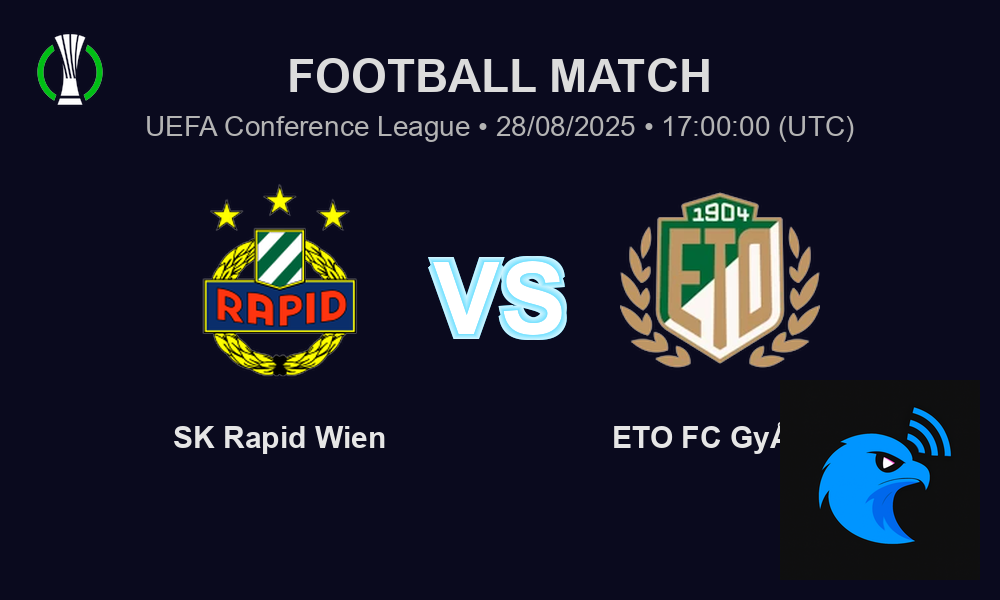 FOOTBALL MATCH
UEFA Conference League • 28/08/2025 • 17:00:00 (UTC)
RAPID
1904
ETO
VS
SK Rapid Wien
ETO FC